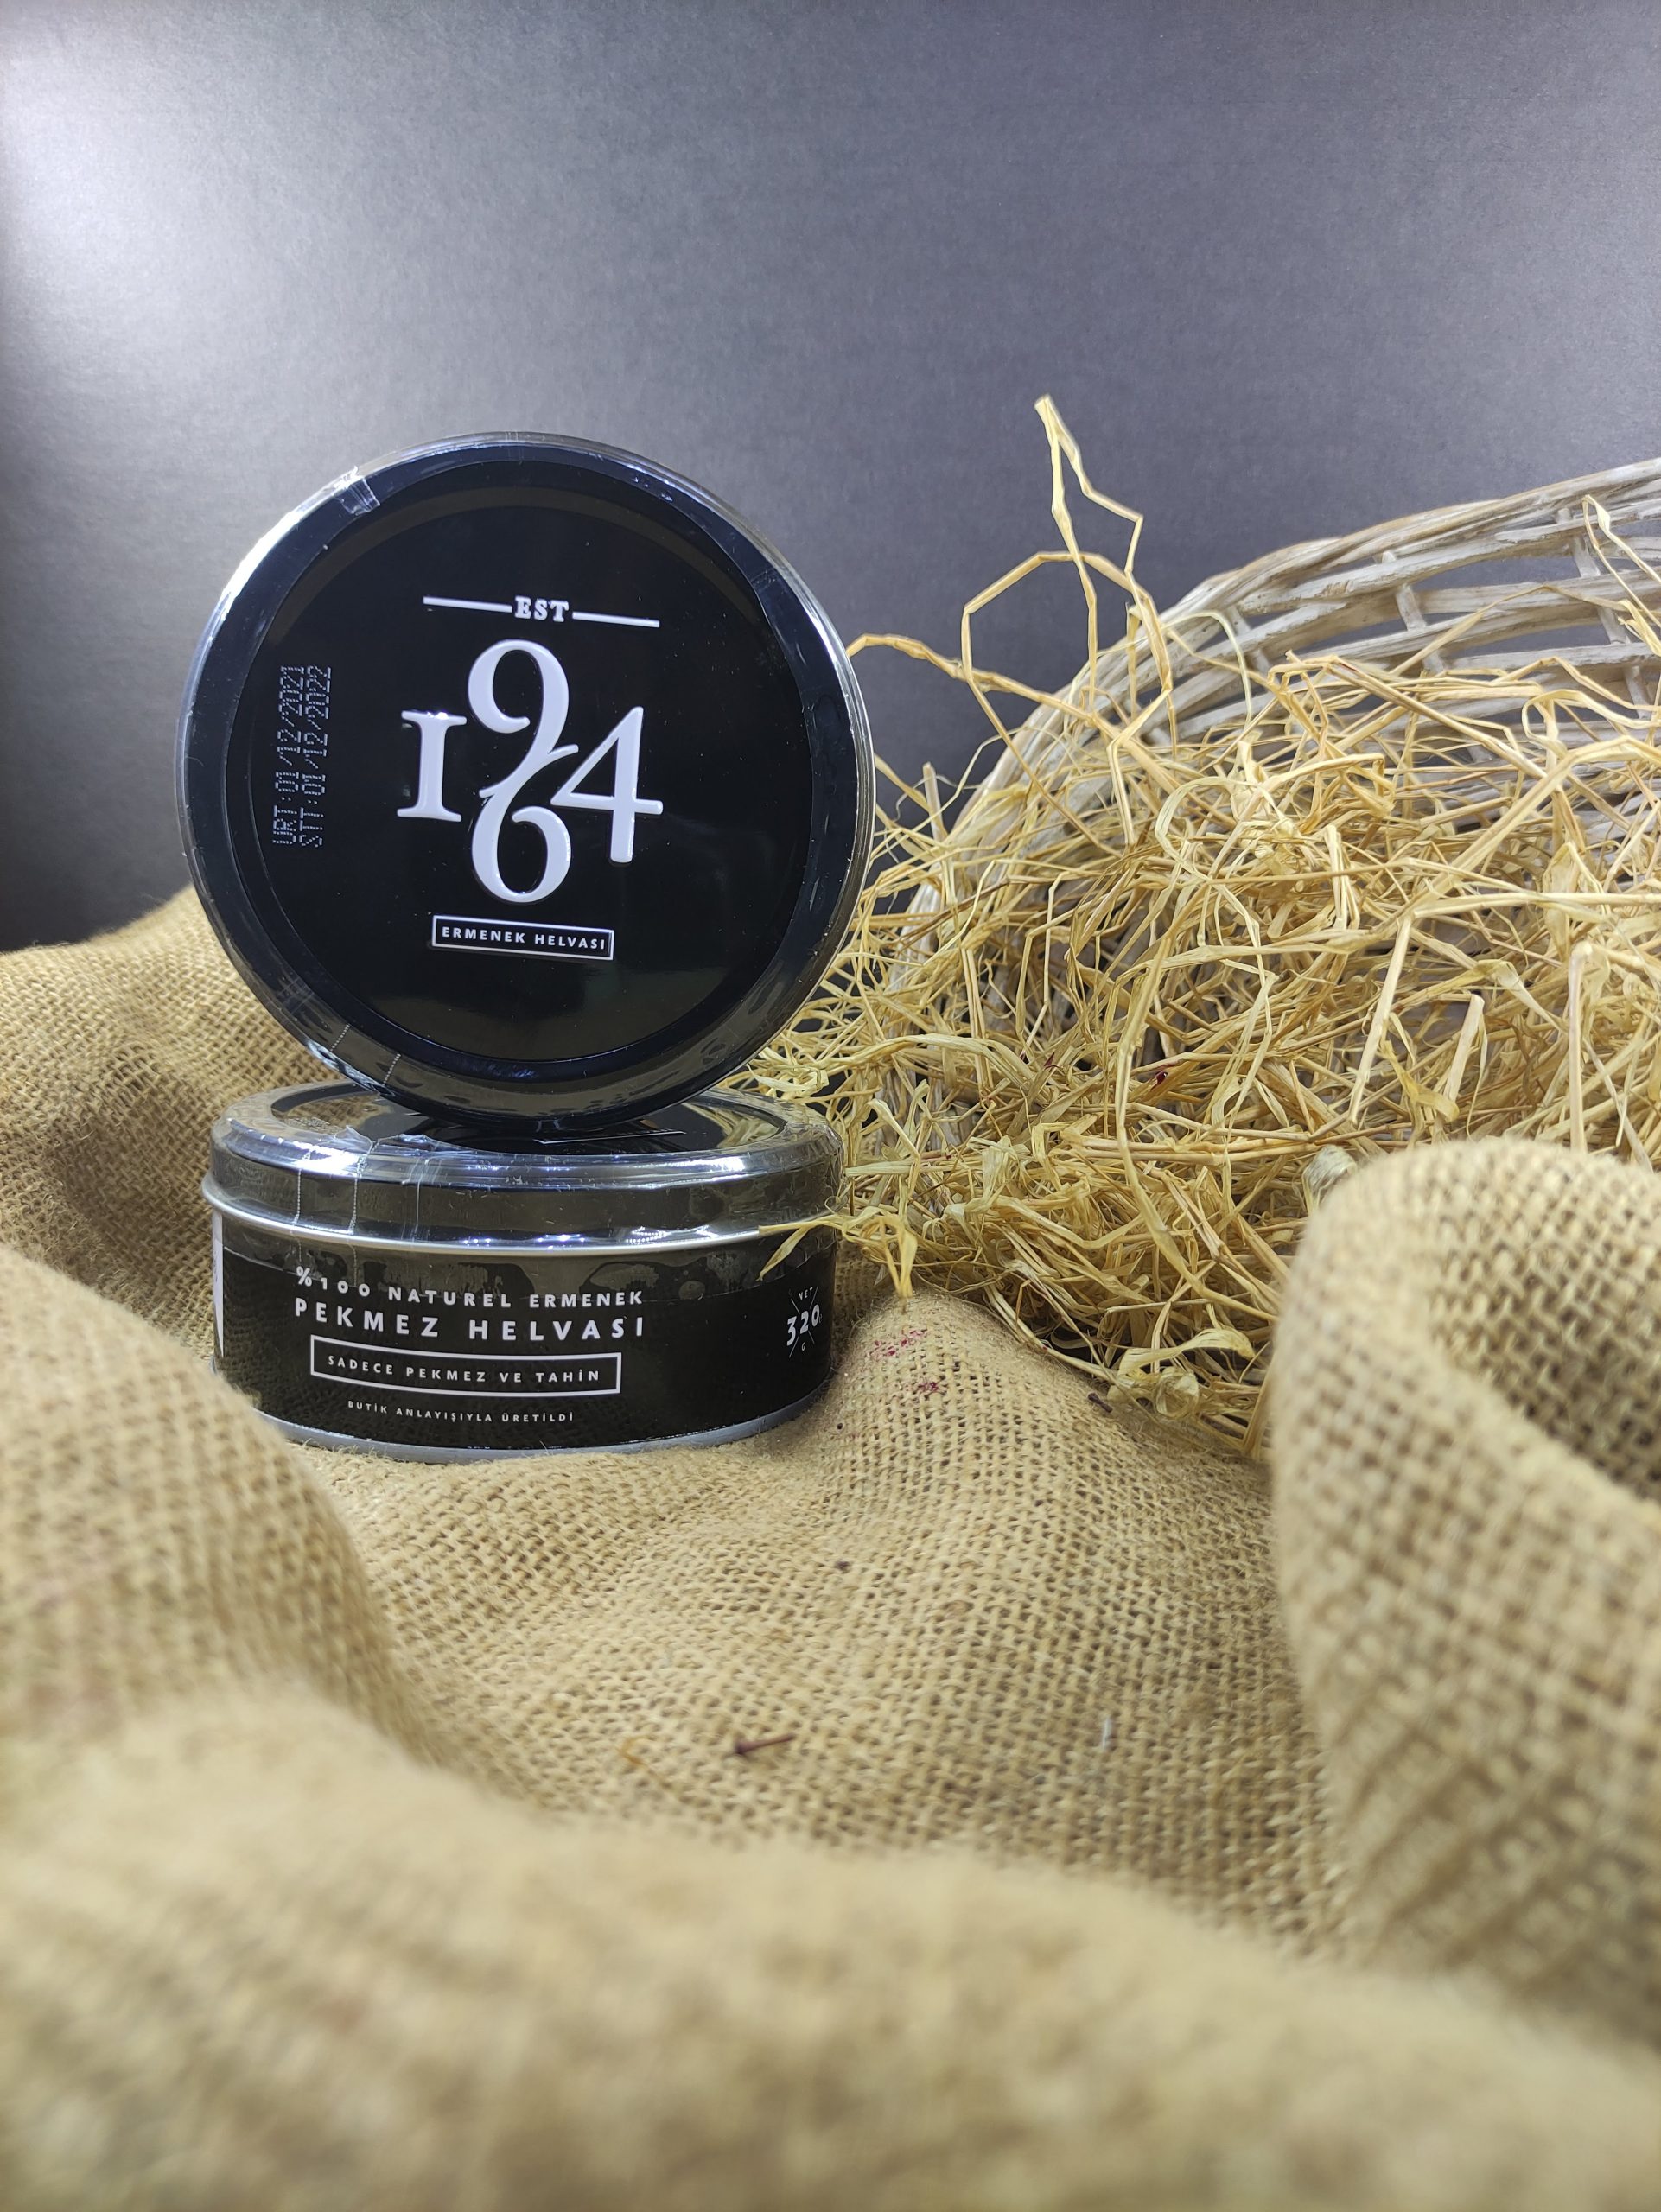 EST
1964
ERMENEK HELVASI
ÜRT:01/12/2021
STT:01/12/2022
%100 NATUREL ERMENEK
PEKMEZ HELVASI
SADECE PEKMEZ VE TAHİN
BUTİK ANLAYIŞIYLA ÜRETİLDİ
NET
320
G